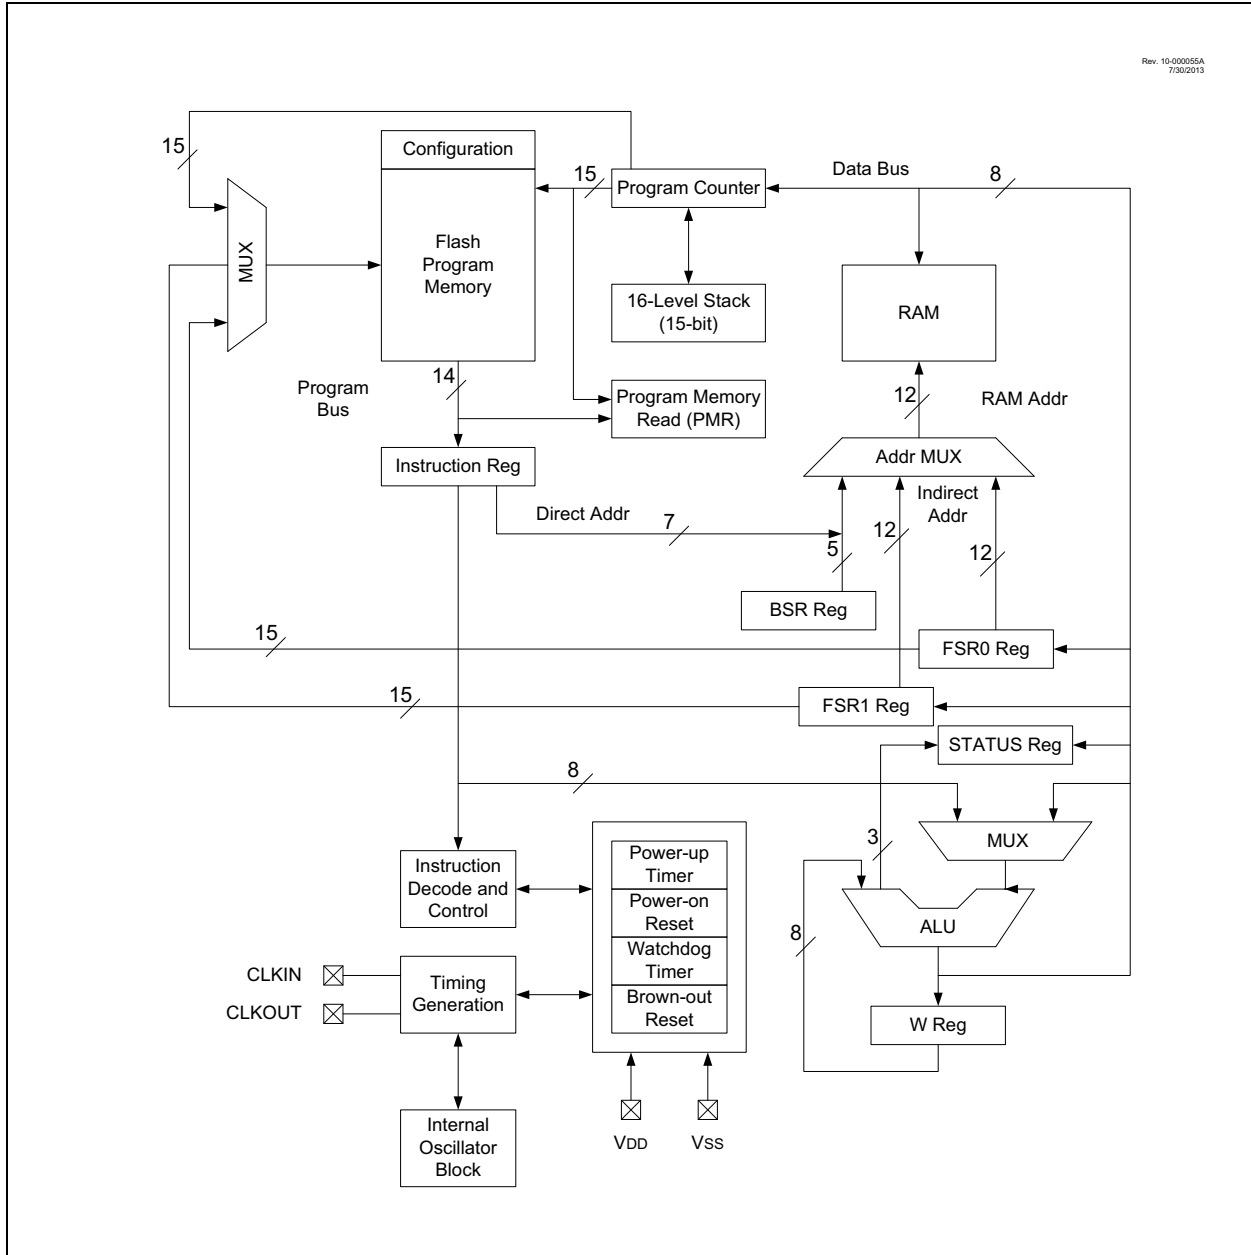 Rev. 10-000055A
7/30/2013
15
Configuration
15
Program Counter
Data Bus
8
MUX
Flash
Program
Memory
16-Level Stack
(15-bit)
RAM
Program
Bus
14
Program Memory
Read (PMR)
12
RAM Addr
Instruction Reg
Addr MUX
Direct Addr
7
Indirect
Addr
12
5
12
BSR Reg
15
FSR0 Reg
15
FSR1 Reg
STATUS Reg
8
3
MUX
Instruction
Decode and
Control
Power-up
Timer
Power-on
Reset
Watchdog
Timer
Brown-out
Reset
ALU
8
CLKIN
CLKOUT
Timing
Generation
W Reg
Internal
Oscillator
Block
VDD
VSS